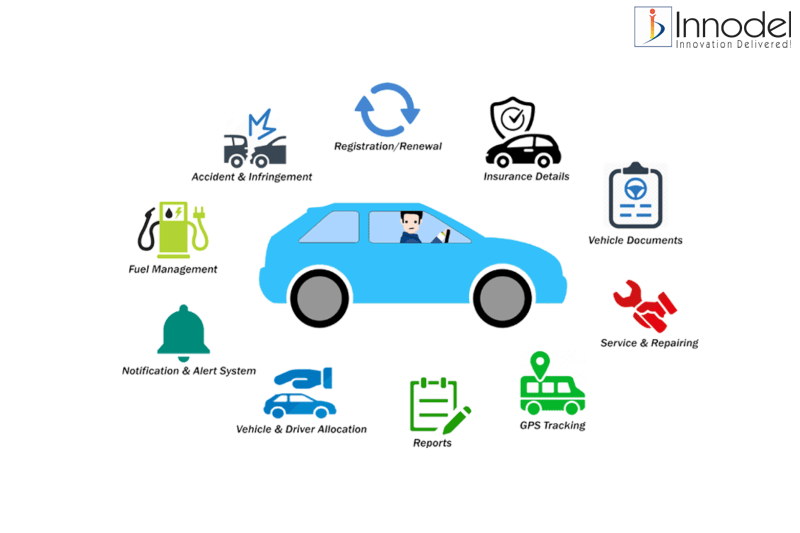 Innodel
Innovation Delivered!
Registration/Renewal
Accident & Infringement
Insurance Details
Vehicle Documents
Fuel Management
Service & Repairing
Notification & Alert System
GPS Tracking
Vehicle & Driver Allocation
Reports